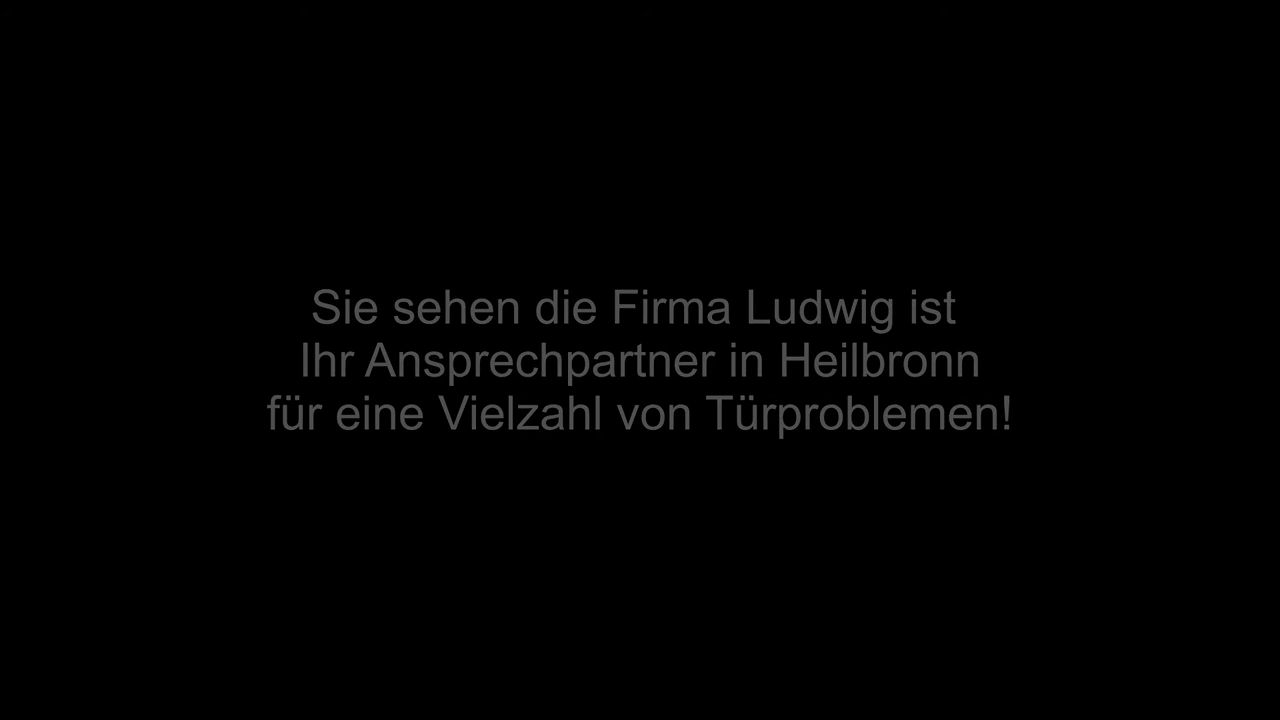 Sie sehen die Firma Ludwig ist
Ihr Ansprechpartner in Heilbronn
für eine Vielzahl von Türproblemen!